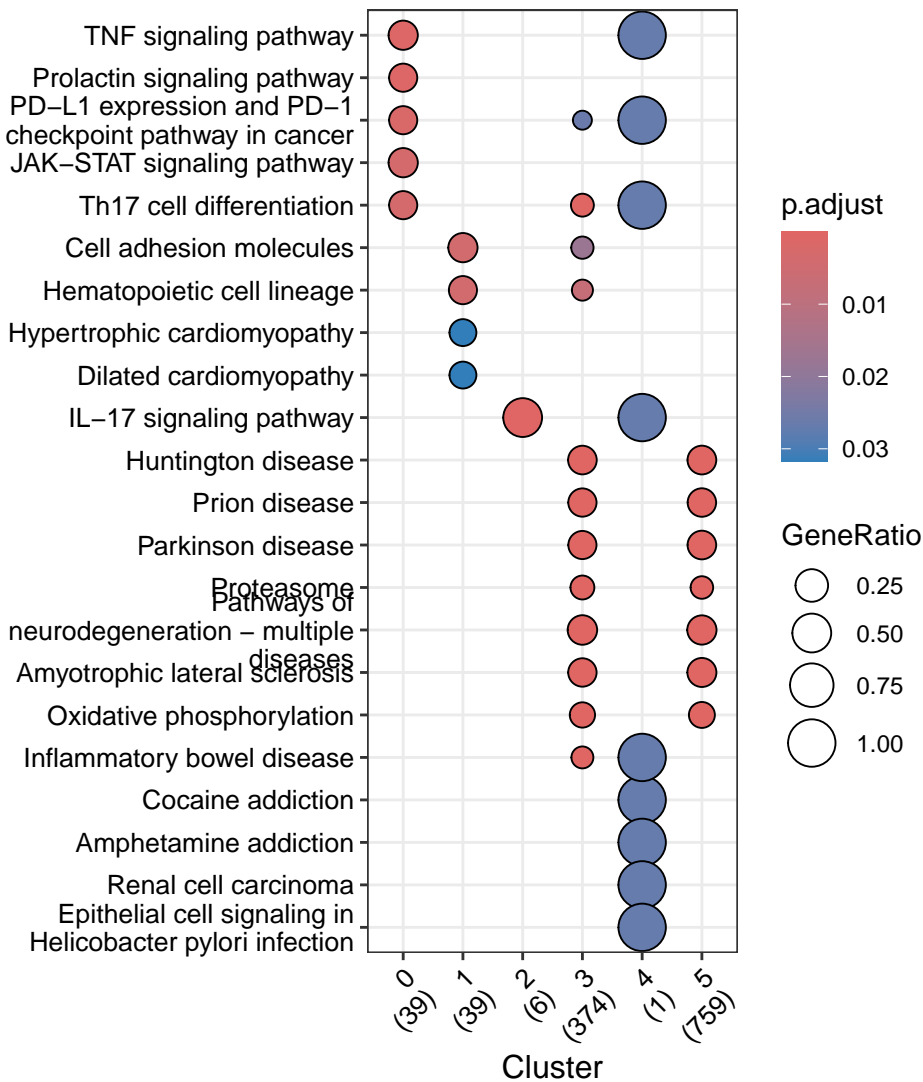 TNF signaling pathway
Prolactin signaling pathway
PD−L1 expression and PD−1
checkpoint pathway in cancer
JAK−STAT signaling pathway
Th17 cell differentiation
Cell adhesion molecules
Hematopoietic cell lineage
Hypertrophic cardiomyopathy
Dilated cardiomyopathy
IL−17 signaling pathway
Huntington disease
Prion disease
Parkinson disease
Proteasome
Pathways of
neurodegeneration − multiple
diseases
Amyotrophic lateral sclerosis
Oxidative phosphorylation
Inflammatory bowel disease
Cocaine addiction
Amphetamine addiction
Renal cell carcinoma
Epithelial cell signaling in
Helicobacter pylori infection
0
(39)
1
(39)
2
(6)
3
(374)
4
(1)
5
(759)
Cluster
p.adjust
0.01
0.02
0.03
GeneRatio
0.25
0.50
0.75
1.00